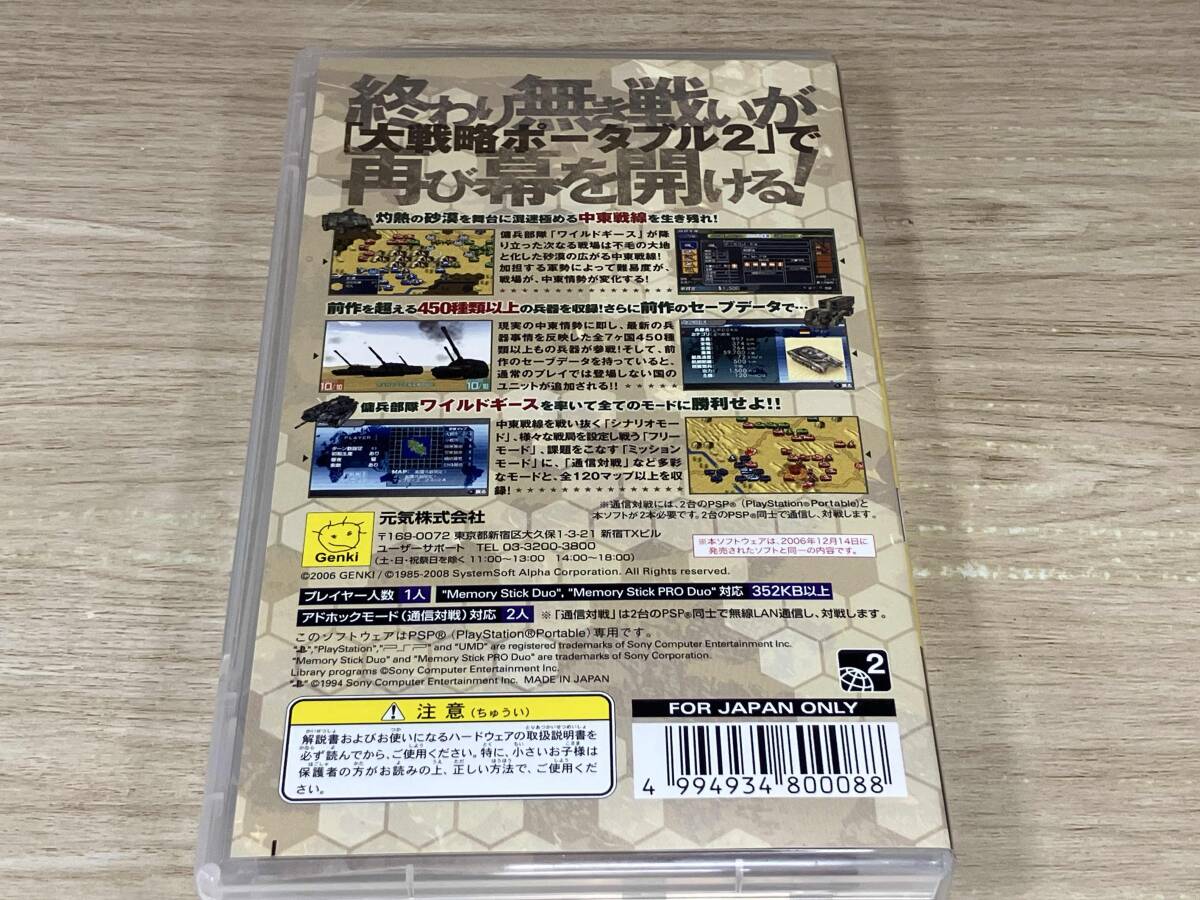 終わり無き戦いが
「大戦略ポータブル2」で
再び幕を開ける!
灼熱の砂漠を舞台に混迷極める中東戦線を生き残れ!
傭兵部隊「ワイルドギース」が降
り立った次なる戦場は不毛の大地
と化した砂漠の広がる中東戦線!
加担する軍勢によって難易度が、
戦場が、中東情勢が変化する!
前作を超える450種類以上の兵器を収録!さらに前作のセーブデータで…
現実の中東情勢に即し、最新の兵
器事情を反映した全7ヶ国450種
類以上もの兵器が参戦!そして、前
作のセーブデータを持っていると、
通常のプレイでは登場しない国の
ユニットが追加される!!
傭兵部隊ワイルドギースを率いて全てのモードに勝利せよ!!
中東戦線を戦い抜く「シナリオモー
ド」、様々な戦局を設定し戦う「フリー
モード」、課題をこなす「ミッション
モード」に、「通信対戦」など多彩
なモードと、全120マップ以上を収
録!
※通信対戦には、2台のPSP®(PlayStation®Portable)と
本ソフトが2本必要です。2台のPSP®同士で通信し、対戦します。
Genki
元気株式会社
〒169-0072 東京都新宿区大久保1-3-21 新宿TXビル
ユーザーサポート TEL 03-3200-3800
(土・日・祝祭日を除く 11:00～13:00 14:00～18:00)
※本ソフトウェアは、2006年12月14日に
発売されたソフトと同一の内容です。
©2006 GENKI / ©1985-2008 SystemSoft Alpha Corporation. All Rights reserved.
プレイヤー人数 1人 "Memory Stick Duo", "Memory Stick PRO Duo" 対応 352KB以上
アドホックモード(通信対戦)対応 2人 ※「通信対戦」は2台のPSP®同士で無線LAN通信し、対戦します。
このソフトウェアはPSP®(PlayStation®Portable)専用です。
" ","PlayStation","PSP" and "UMD" are registered trademarks of Sony Computer Entertainment Inc.
"Memory Stick Duo" and "Memory Stick PRO Duo" are trademarks of Sony Corporation.
Library programs ©Sony Computer Entertainment Inc.
" " ©1994 Sony Computer Entertainment Inc. MADE IN JAPAN
2
注意(ちゅうい)
解説書およびお使いになるハードウェアの取扱説明書を
必ず読んでから、ご使用ください。特に、小さいお子様は
保護者の方がお読みの上、正しい方法で、ご使用くだ
さい。
FOR JAPAN ONLY
4 994934 800088